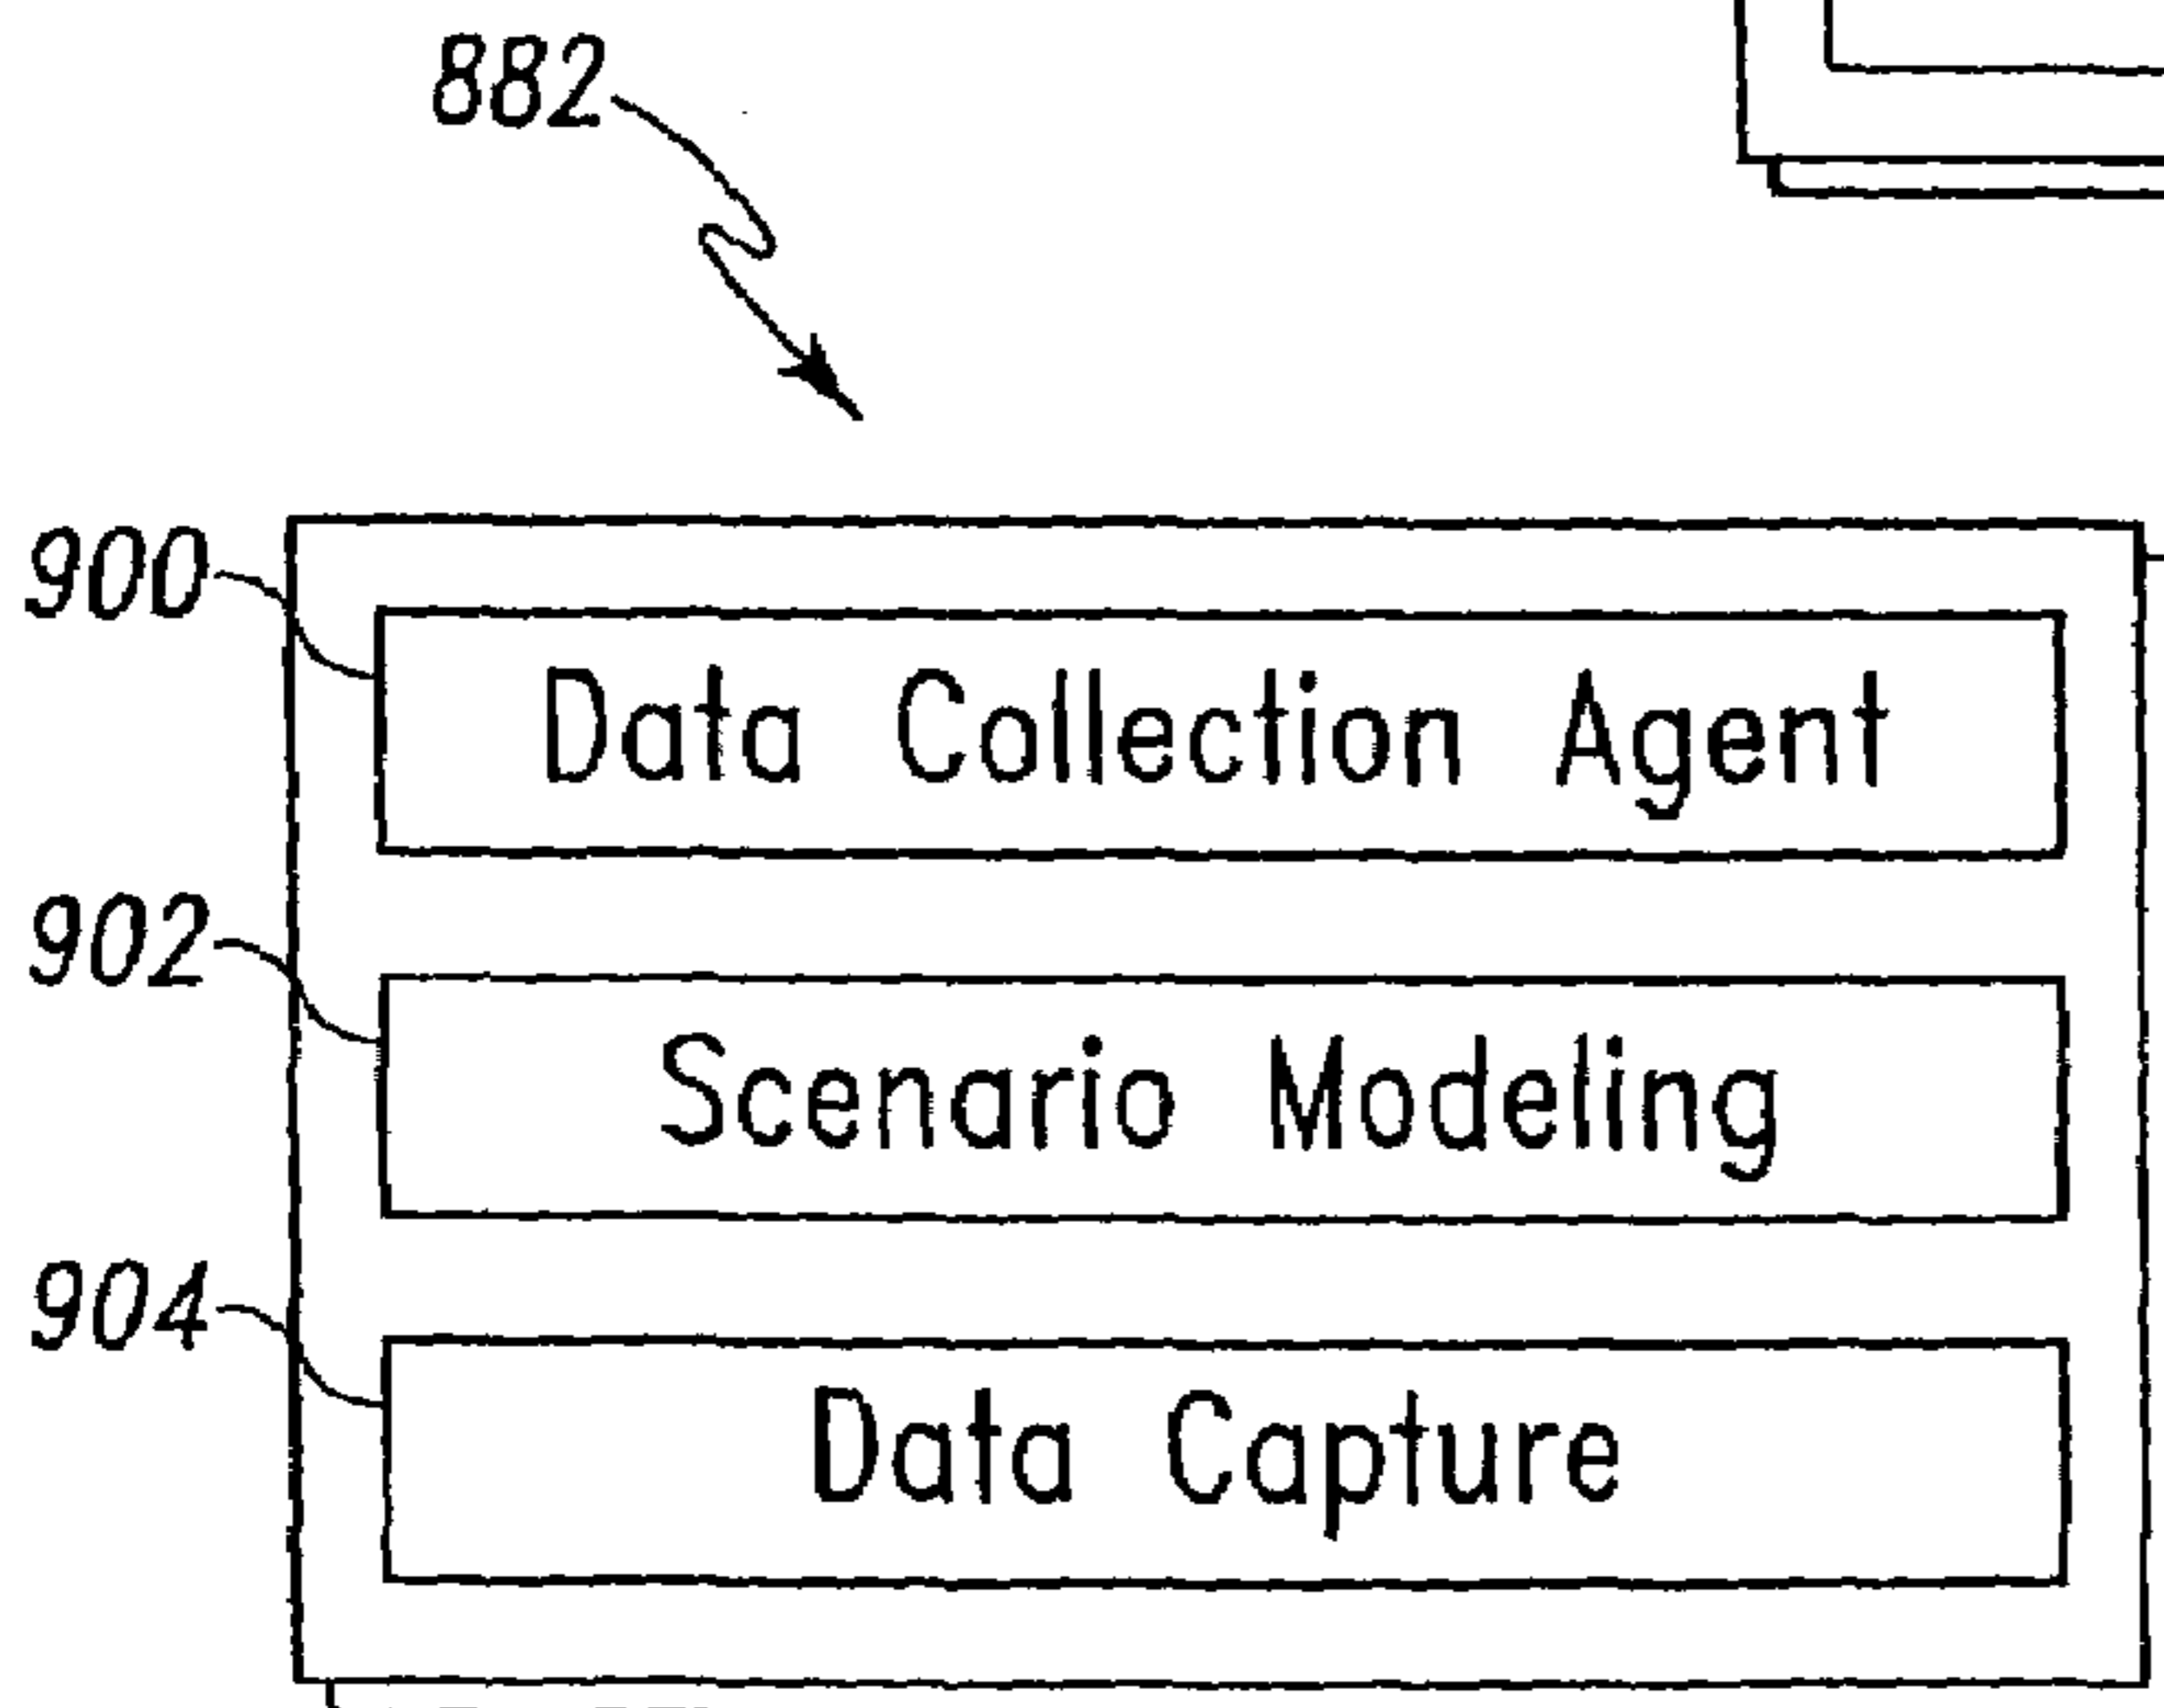 882
900
Data Collection Agent
902
Scenario Modeling
904
Data Capture